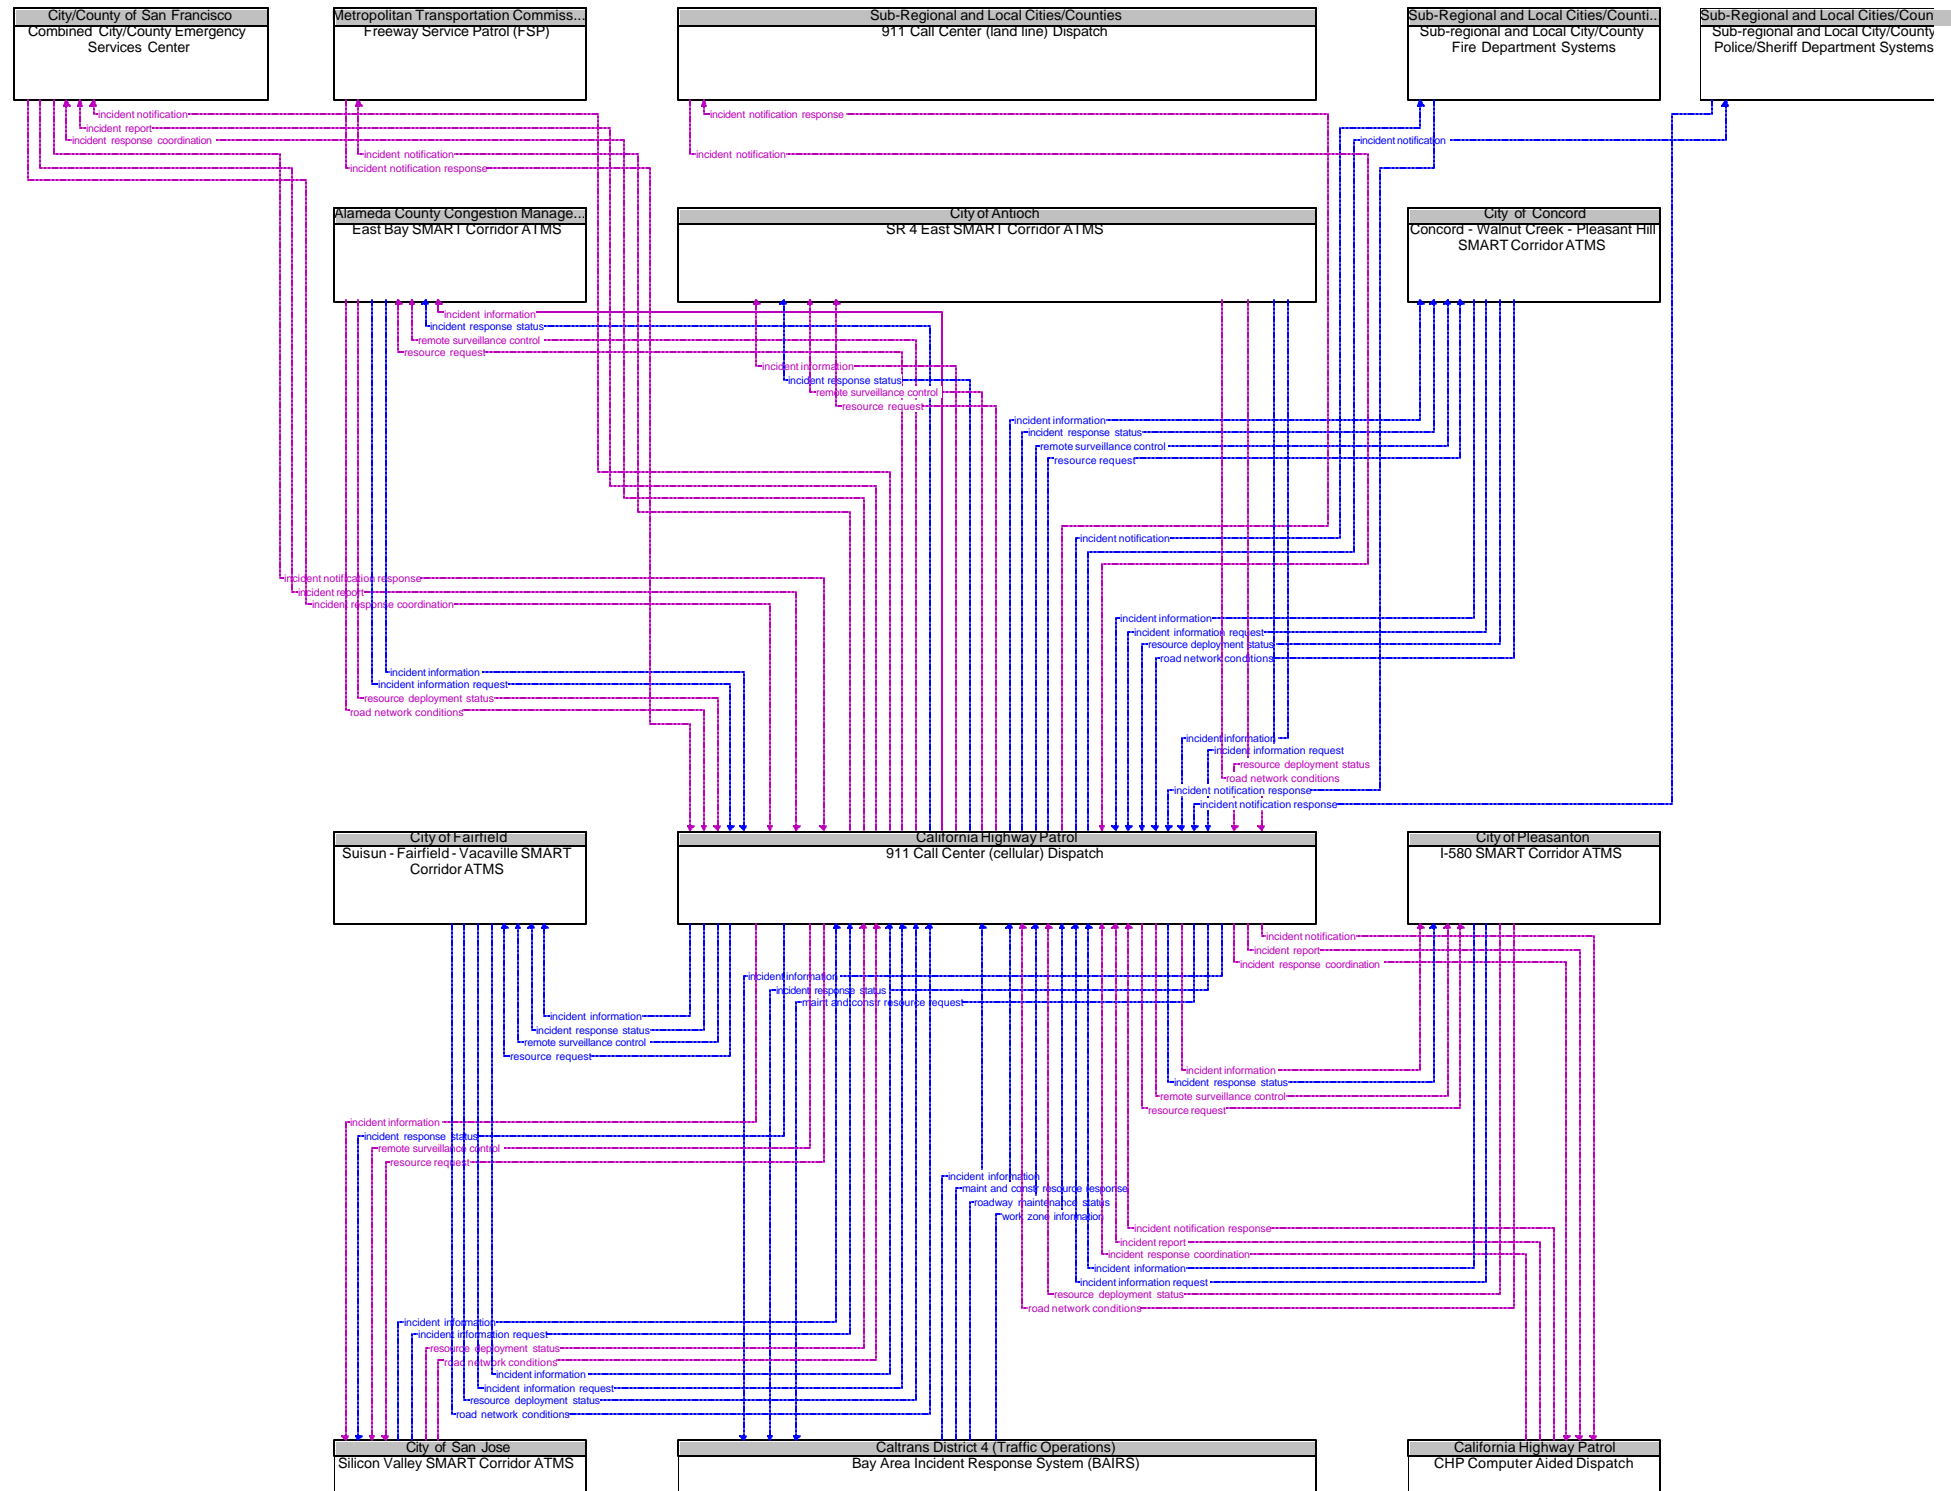 City/County of San Francisco
Combined City/County Emergency
Services Center
Metropolitan Transportation Commiss...
Freeway Service Patrol (FSP)
Sub-Regional and Local Cities/Counties
911 Call Center (land line) Dispatch
Sub-Regional and Local Cities/Counti...
Sub-regional and Local City/County
Fire Department Systems
Sub-Regional and Local Cities/Coun
Sub-regional and Local City/County
Police/Sheriff Department Systems
incident notification
incident report
incident response coordination
incident notification
incident notification response
incident notification response
incident notification
incident notification
Alameda County Congestion Manage...
East Bay SMART Corridor ATMS
City of Antioch
SR 4 East SMART Corridor ATMS
City of Concord
Concord - Walnut Creek - Pleasant Hill
SMART Corridor ATMS
incident information
incident response status
remote surveillance control
resource request
incident information
incident response status
remote surveillance control
resource request
incident information
incident response status
remote surveillance control
resource request
incident notification
incident notification response
incident report
incident response coordination
incident information
incident information request
resource deployment status
road network conditions
incident information
incident information request
resource deployment status
road network conditions
incident information
incident information request
resource deployment status
road network conditions
incident notification response
incident notification response
City of Fairfield
Suisun - Fairfield - Vacaville SMART
Corridor ATMS
California Highway Patrol
911 Call Center (cellular) Dispatch
City of Pleasanton
I-580 SMART Corridor ATMS
incident notification
incident report
incident response coordination
incident information
incident response status
maint and constr resource request
incident information
incident response status
remote surveillance control
resource request
incident information
incident response status
remote surveillance control
resource request
incident information
incident response status
remote surveillance control
resource request
incident information
maint and constr resource response
roadway maintenance status
work zone information
incident notification response
incident report
incident response coordination
incident information
incident information request
resource deployment status
road network conditions
incident information
incident information request
resource deployment status
road network conditions
incident information
incident information request
resource deployment status
road network conditions
City of San Jose
Silicon Valley SMART Corridor ATMS
Caltrans District 4 (Traffic Operations)
Bay Area Incident Response System (BAIRS)
California Highway Patrol
CHP Computer Aided Dispatch